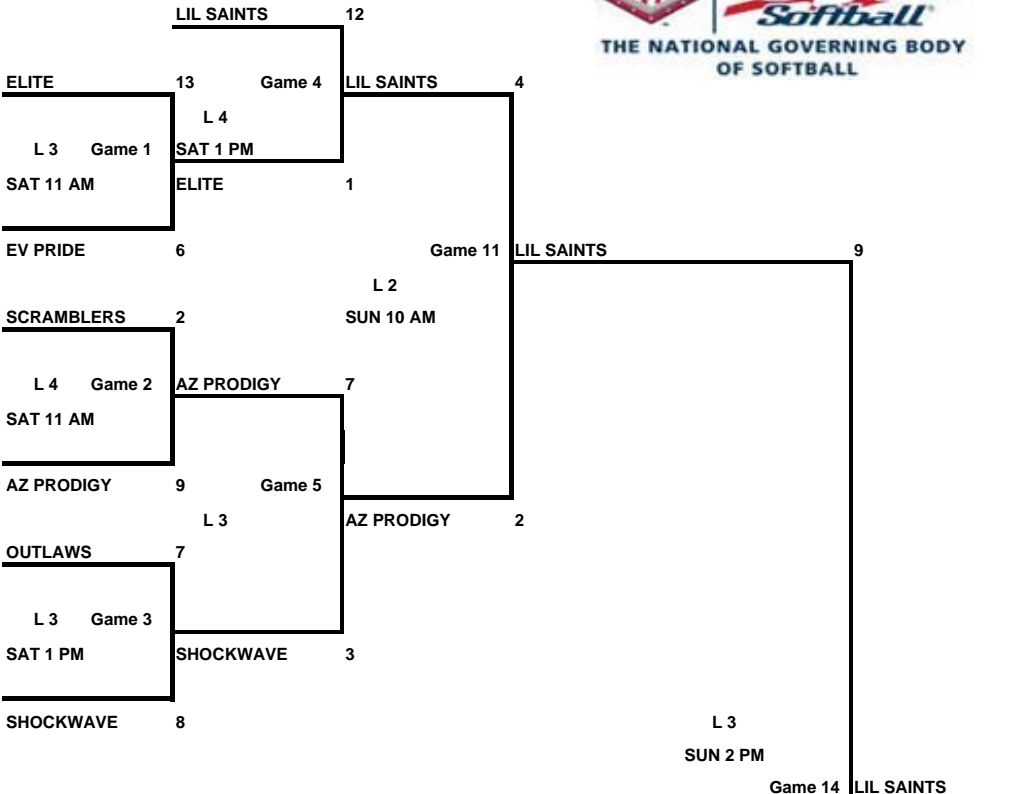 LIL SAINTS 12
Softball
THE NATIONAL GOVERNING BODY
OF SOFTBALL
ELITE 13 Game 4 LIL SAINTS 4
L 4
L 3 Game 1 SAT 1 PM
SAT 11 AM ELITE 1
EV PRIDE 6 Game 11 LIL SAINTS 9
L 2
SCRAMBLERS 2 SUN 10 AM
L 4 Game 2 AZ PRODIGY 7
SAT 11 AM
AZ PRODIGY 9 Game 5
L 3 AZ PRODIGY 2
OUTLAWS 7
L 3 Game 3
SAT 1 PM SHOCKWAVE 3
SHOCKWAVE 8 L 3
SUN 2 PM
Game 14 LIL SAINTS